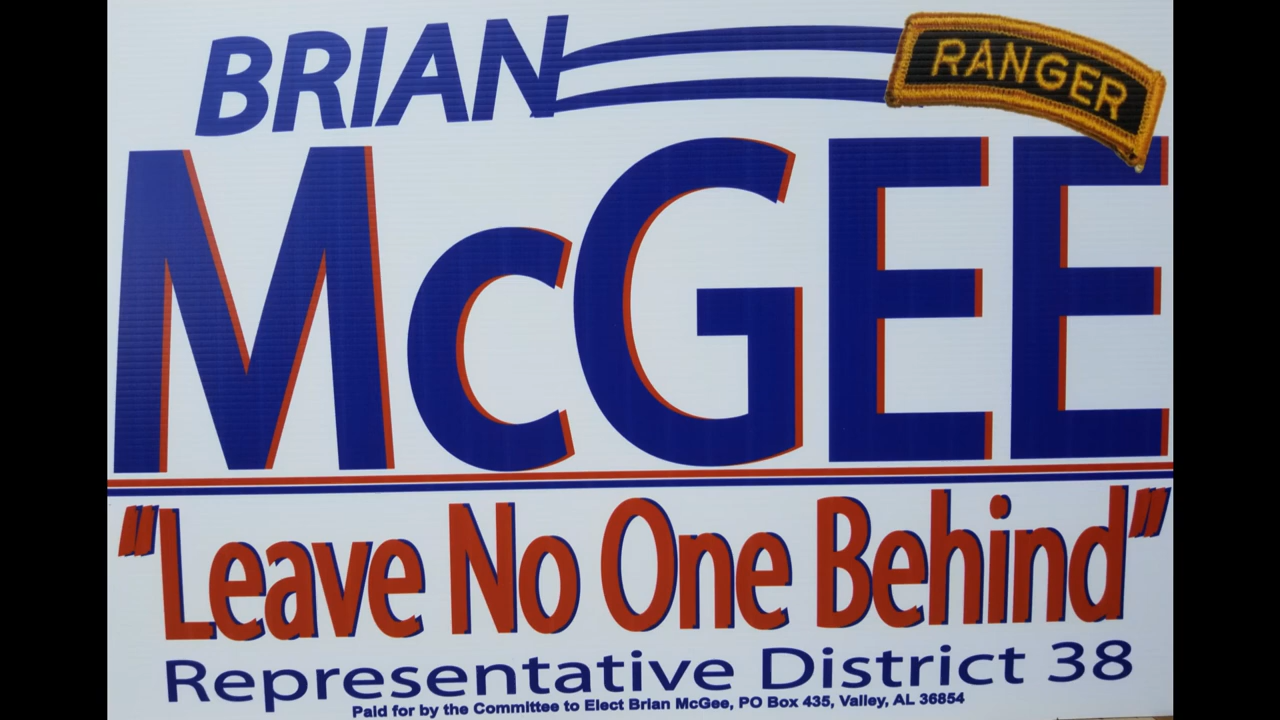 BRIAN
RANGER
McGEE
"Leave No One Behind"
Representative District 38
Paid for by the Committee to Elect Brian McGee, PO Box 435, Valley, AL 36854